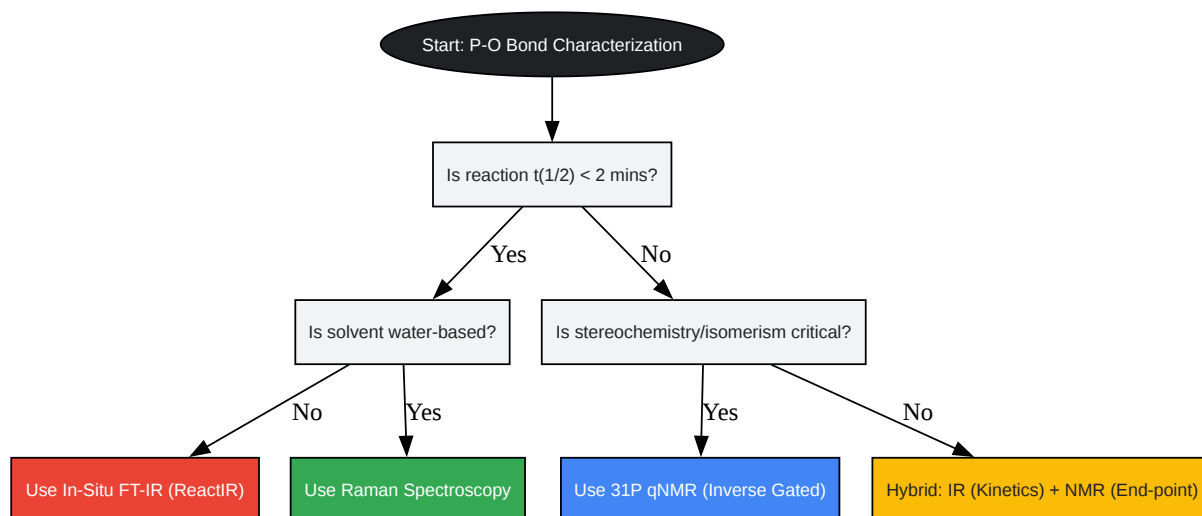 Start: P-O Bond Characterization
Is reaction t(1/2) < 2 mins?
Yes
No
Is solvent water-based?
Is stereochemistry/isomerism critical?
No
Yes
Yes
No
Use In-Situ FT-IR (ReactIR)
Use Raman Spectroscopy
Use 31P qNMR (Inverse Gated)
Hybrid: IR (Kinetics) + NMR (End-point)